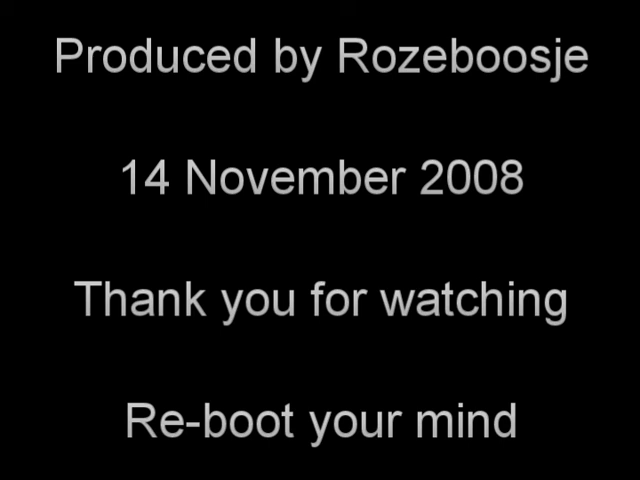 Produced by Rozeboosje
14 November 2008
Thank you for watching
Re-boot your mind